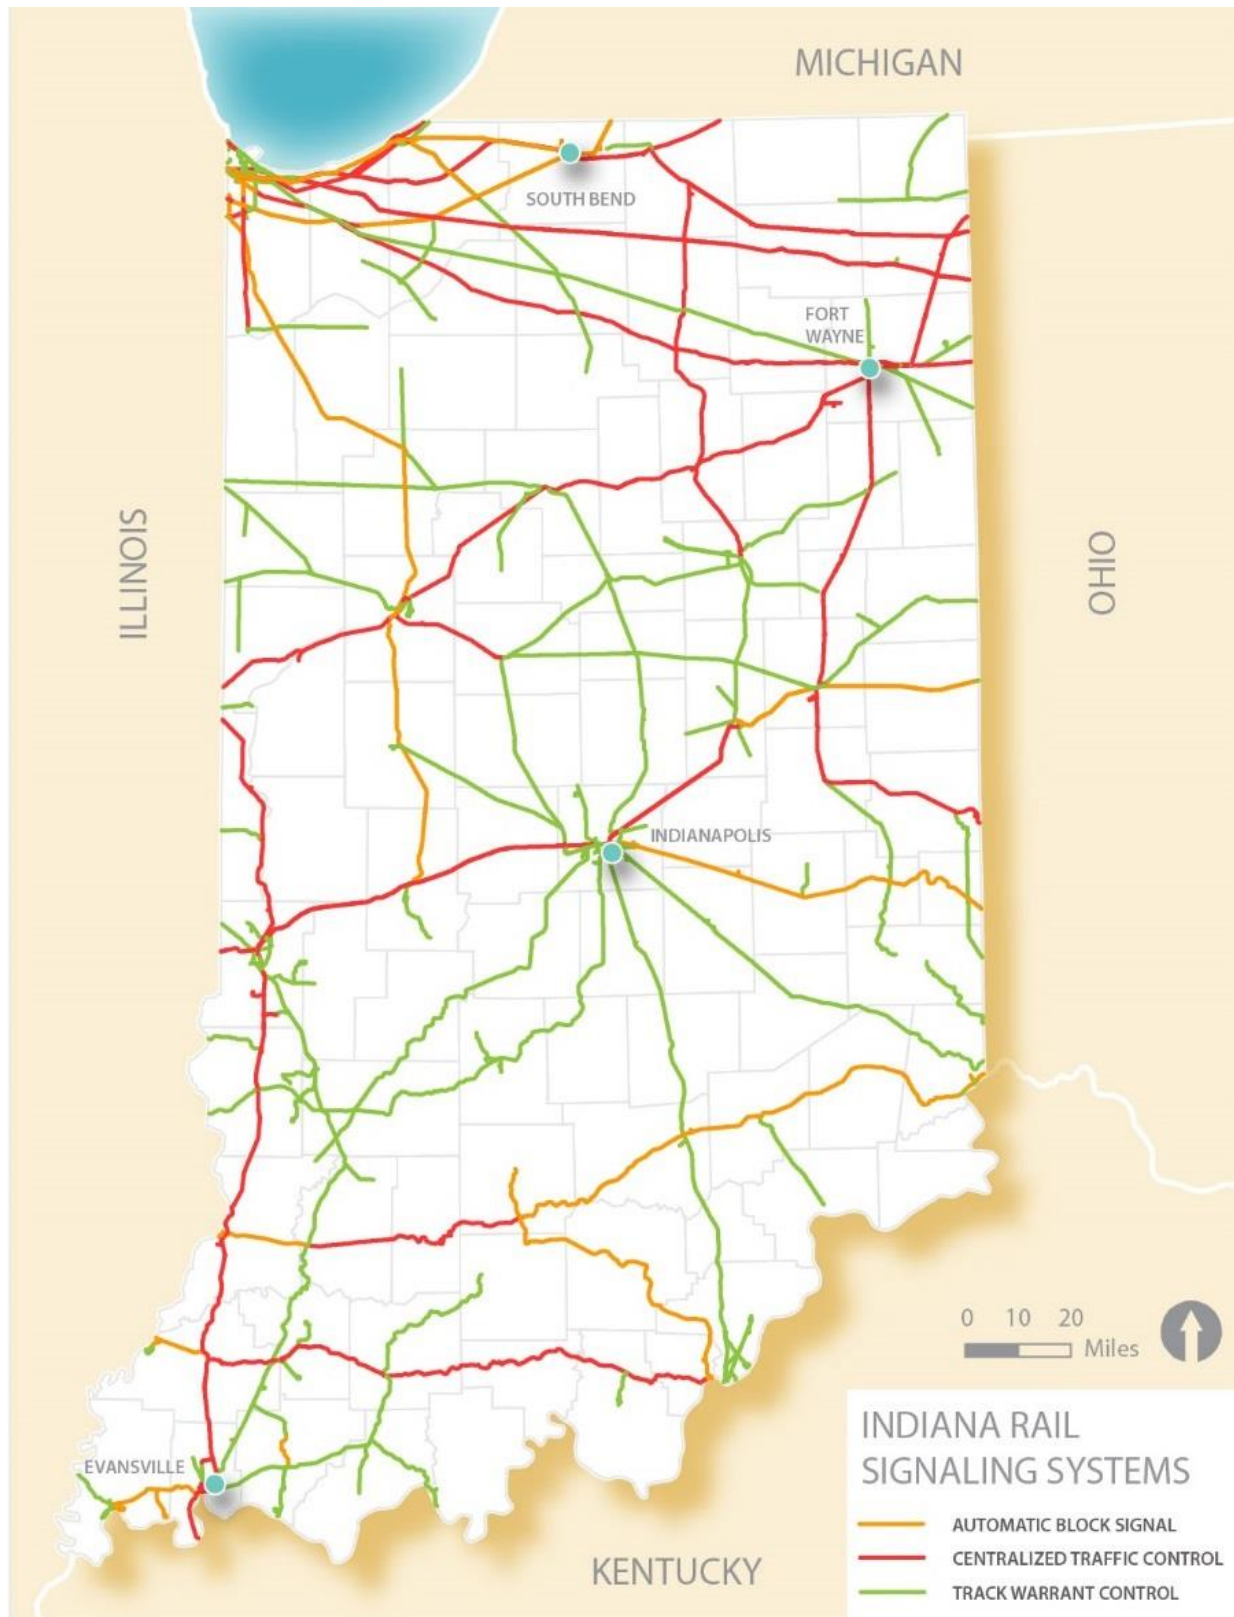 MICHIGAN
SOUTH BEND
FORT
WAYNE
ILLINOIS
OHIO
INDIANAPOLIS
0 10 20
Miles
EVANSVILLE
KENTUCKY
INDIANA RAIL
SIGNALING SYSTEMS
AUTOMATIC BLOCK SIGNAL
CENTRALIZED TRAFFIC CONTROL
TRACK WARRANT CONTROL